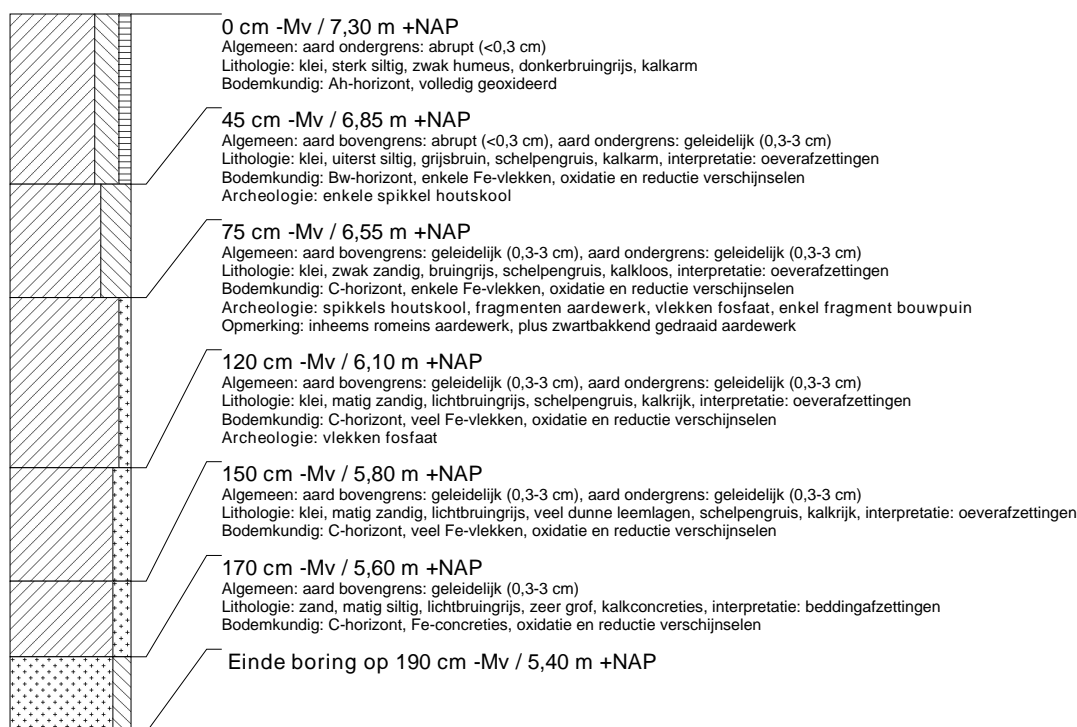 0 cm -Mv / 7,30 m +NAP
Algemeen: aard ondergrens: abrupt (<0,3 cm)
Lithologie: klei, sterk siltig, zwak humeus, donkerbruingrijs, kalkarm
Bodemkundig: Ah-horizont, volledig geoxideerd
45 cm -Mv / 6,85 m +NAP
Algemeen: aard bovengrens: abrupt (<0,3 cm), aard ondergrens: geleidelijk (0,3-3 cm)
Lithologie: klei, uiterst siltig, grijsbruin, schelpengruis, kalkarm, interpretatie: oeverafzettingen
Bodemkundig: Bw-horizont, enkele Fe-vlekken, oxidatie en reductie verschijnselen
Archeologie: enkele spikkel houtskool
75 cm -Mv / 6,55 m +NAP
Algemeen: aard bovengrens: geleidelijk (0,3-3 cm), aard ondergrens: geleidelijk (0,3-3 cm)
Lithologie: klei, zwak zandig, bruingrijs, schelpengruis, kalkloos, interpretatie: oeverafzettingen
Bodemkundig: C-horizont, enkele Fe-vlekken, oxidatie en reductie verschijnselen
Archeologie: spikkels houtskool, fragmenten aardewerk, vlekken fosfaat, enkel fragment bouwpuin
Opmerking: inheems romeins aardewerk, plus zwartbakkend gedraaid aardewerk
120 cm -Mv / 6,10 m +NAP
Algemeen: aard bovengrens: geleidelijk (0,3-3 cm), aard ondergrens: geleidelijk (0,3-3 cm)
Lithologie: klei, matig zandig, lichtbruingrijs, schelpengruis, kalkrijk, interpretatie: oeverafzettingen
Bodemkundig: C-horizont, veel Fe-vlekken, oxidatie en reductie verschijnselen
Archeologie: vlekken fosfaat
150 cm -Mv / 5,80 m +NAP
Algemeen: aard bovengrens: geleidelijk (0,3-3 cm), aard ondergrens: geleidelijk (0,3-3 cm)
Lithologie: klei, matig zandig, lichtbruingrijs, veel dunne leemlagen, schelpengruis, kalkrijk, interpretatie: oeverafzettingen
Bodemkundig: C-horizont, veel Fe-vlekken, oxidatie en reductie verschijnselen
170 cm -Mv / 5,60 m +NAP
Algemeen: aard bovengrens: geleidelijk (0,3-3 cm)
Lithologie: zand, matig siltig, lichtbruingrijs, zeer grof, kalkconcreties, interpretatie: beddingafzettingen
Bodemkundig: C-horizont, Fe-concreties, oxidatie en reductie verschijnselen
Einde boring op 190 cm -Mv / 5,40 m +NAP